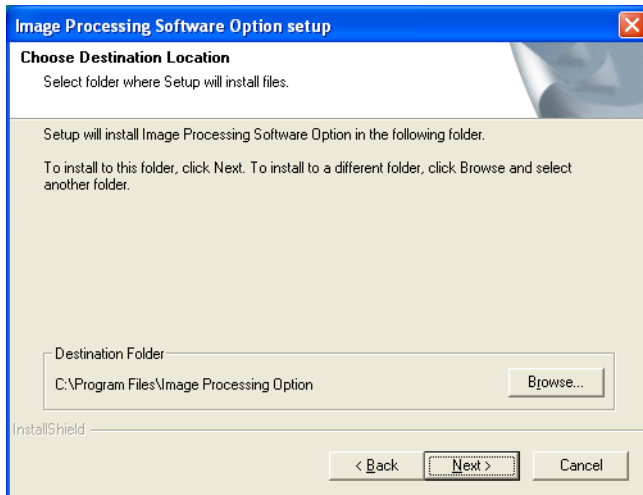 Image Processing Software Option setup
Choose Destination Location
Select folder where Setup will install files.
Setup will install Image Processing Software Option in the following folder.
To install to this folder, click Next. To install to a different folder, click Browse and select
another folder.
Destination Folder
C:\Program Files\Image Processing Option
Browse...
InstallShield
< Back
Next >
Cancel